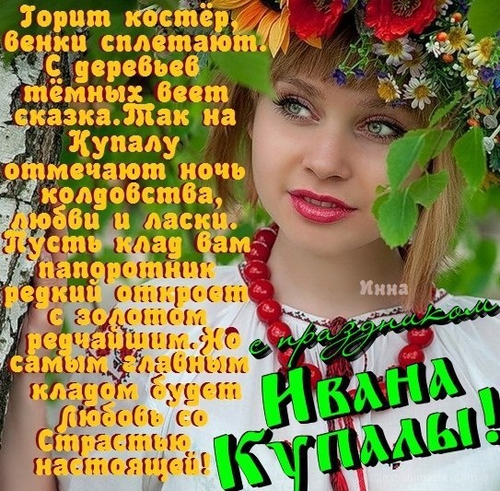 Горит костёр,
венки сплетают.
С деревьев
тёмных веет
сказка.Так на
Купалу
отмечают ночь
колдовства,
любви и ласки.
Пусть клад вам
папоротник
редкий откроет
с золотом
редчайшим.Но
самым главным
кладом будет
Любовь со
Страстью
настоящей!
Инна
с праздником
Ивана
Купалы!